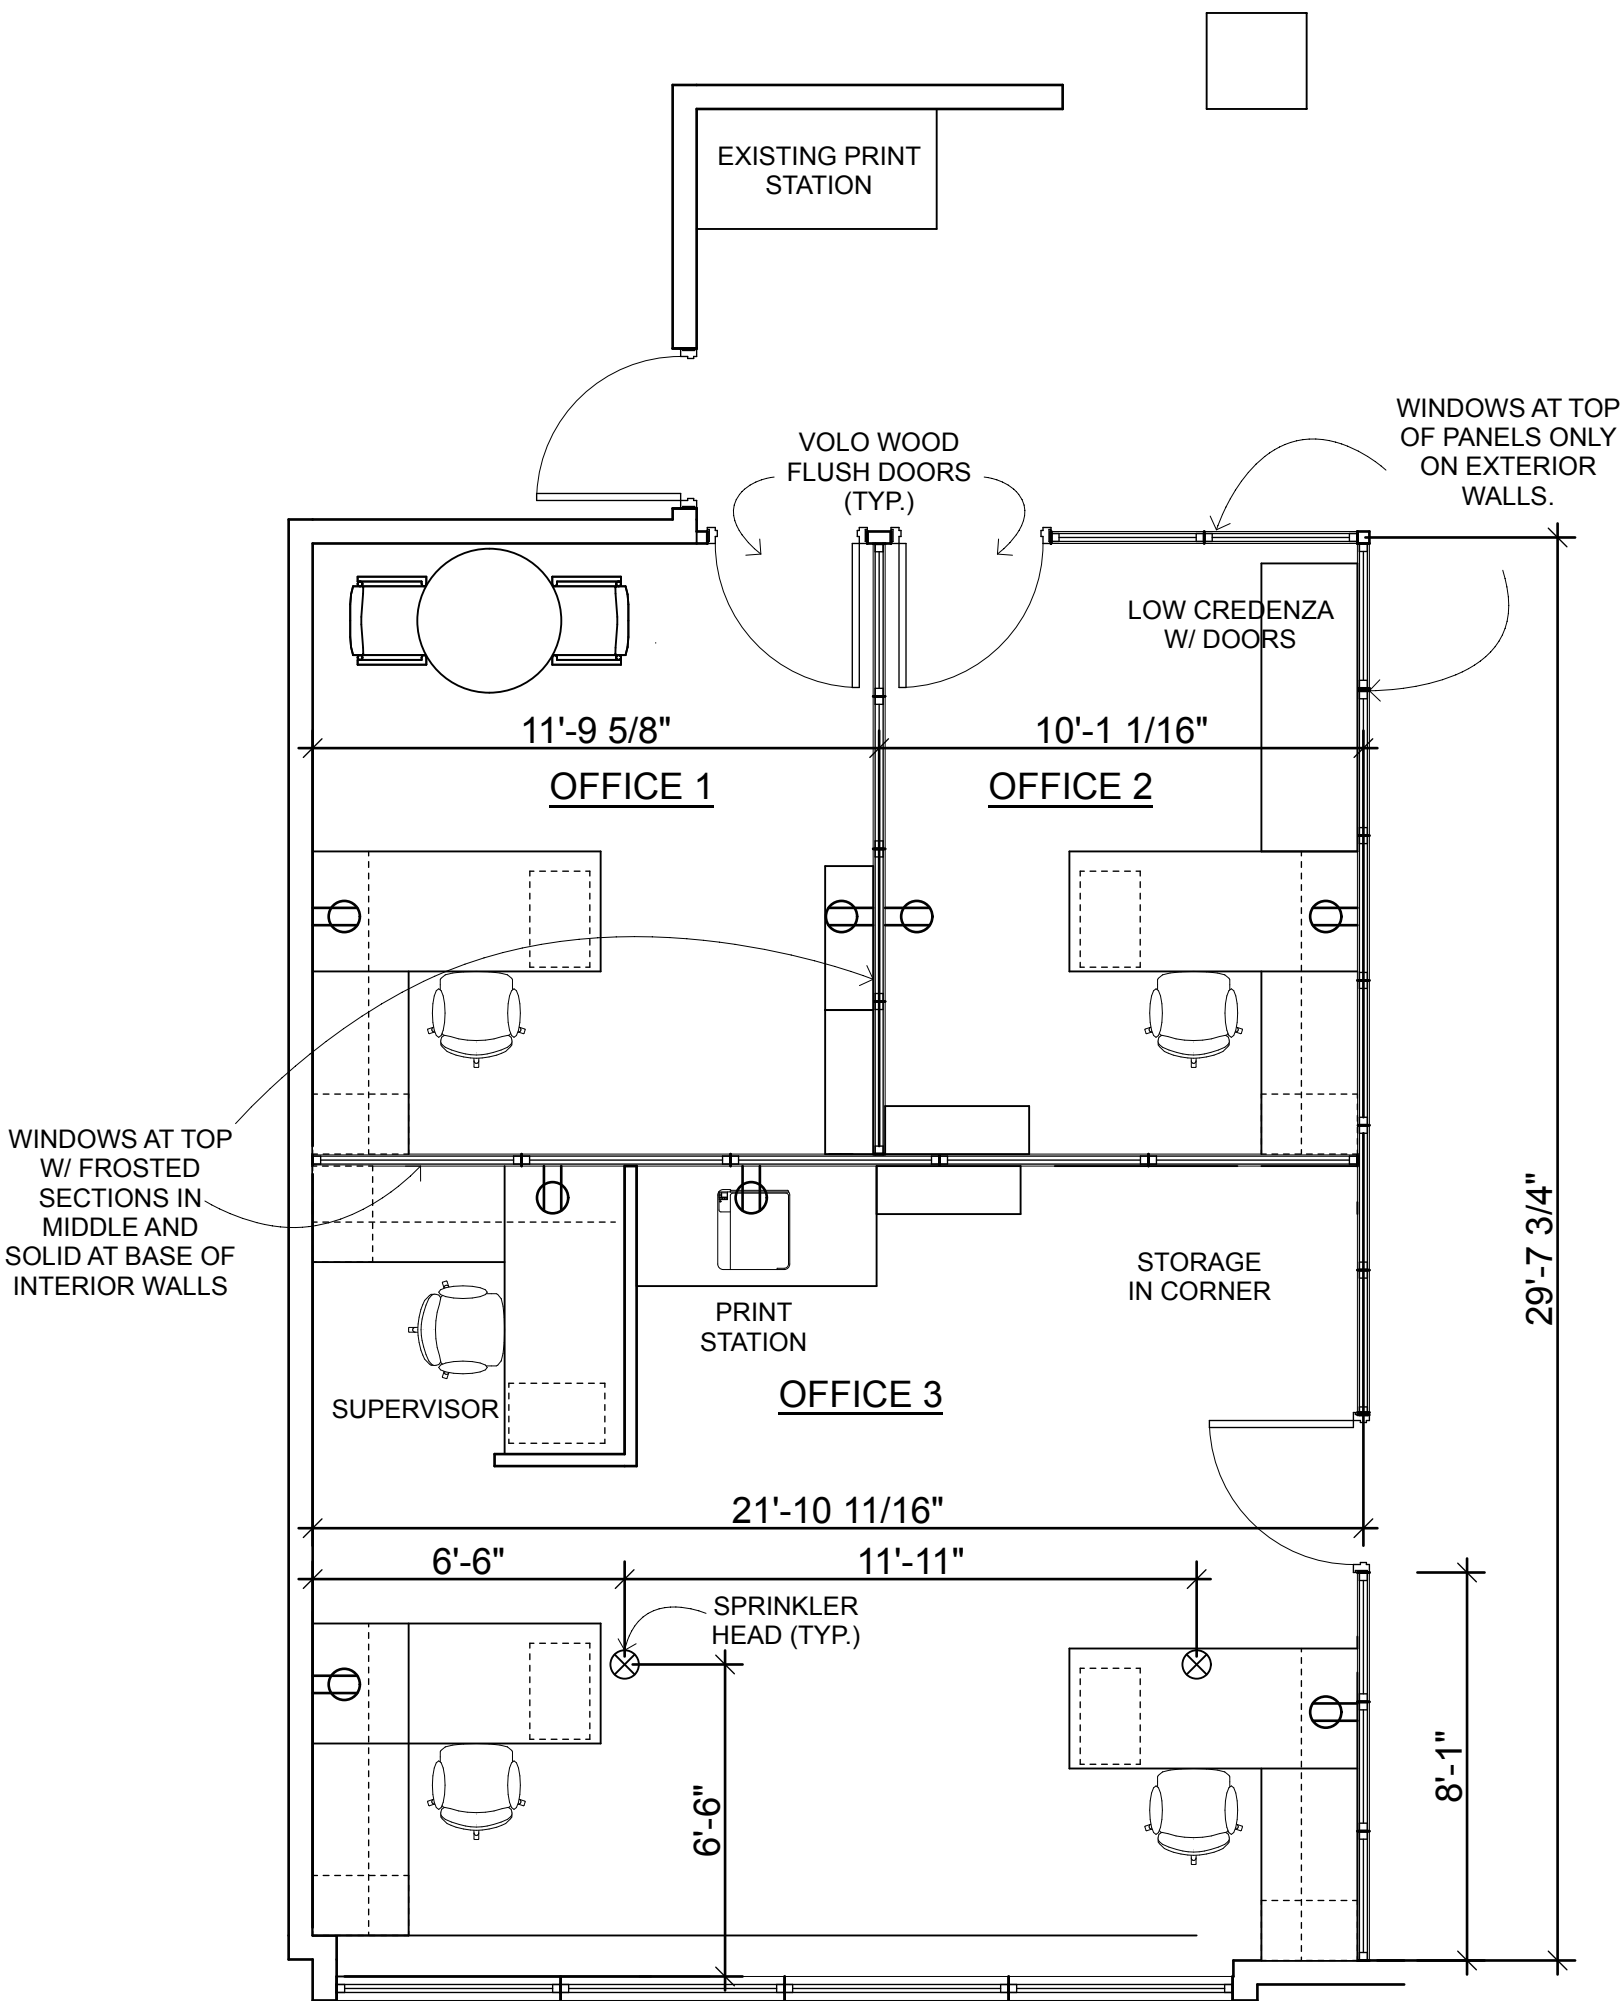 EXISTING PRINT
STATION
WINDOWS AT TOP
OF PANELS ONLY
ON EXTERIOR
WALLS.
VOLO WOOD
FLUSH DOORS
(TYP.)
LOW CREDENZA
W/ DOORS
11'-9 5/8"
10'-1 1/16"
OFFICE 1
OFFICE 2
WINDOWS AT TOP
W/ FROSTED
SECTIONS IN
MIDDLE AND
SOLID AT BASE OF
INTERIOR WALLS
29'-7 3/4"
STORAGE
IN CORNER
PRINT
STATION
SUPERVISOR
OFFICE 3
21'-10 11/16"
6'-6"
11'-11"
SPRINKLER
HEAD (TYP.)
6'-6"
8'-1"